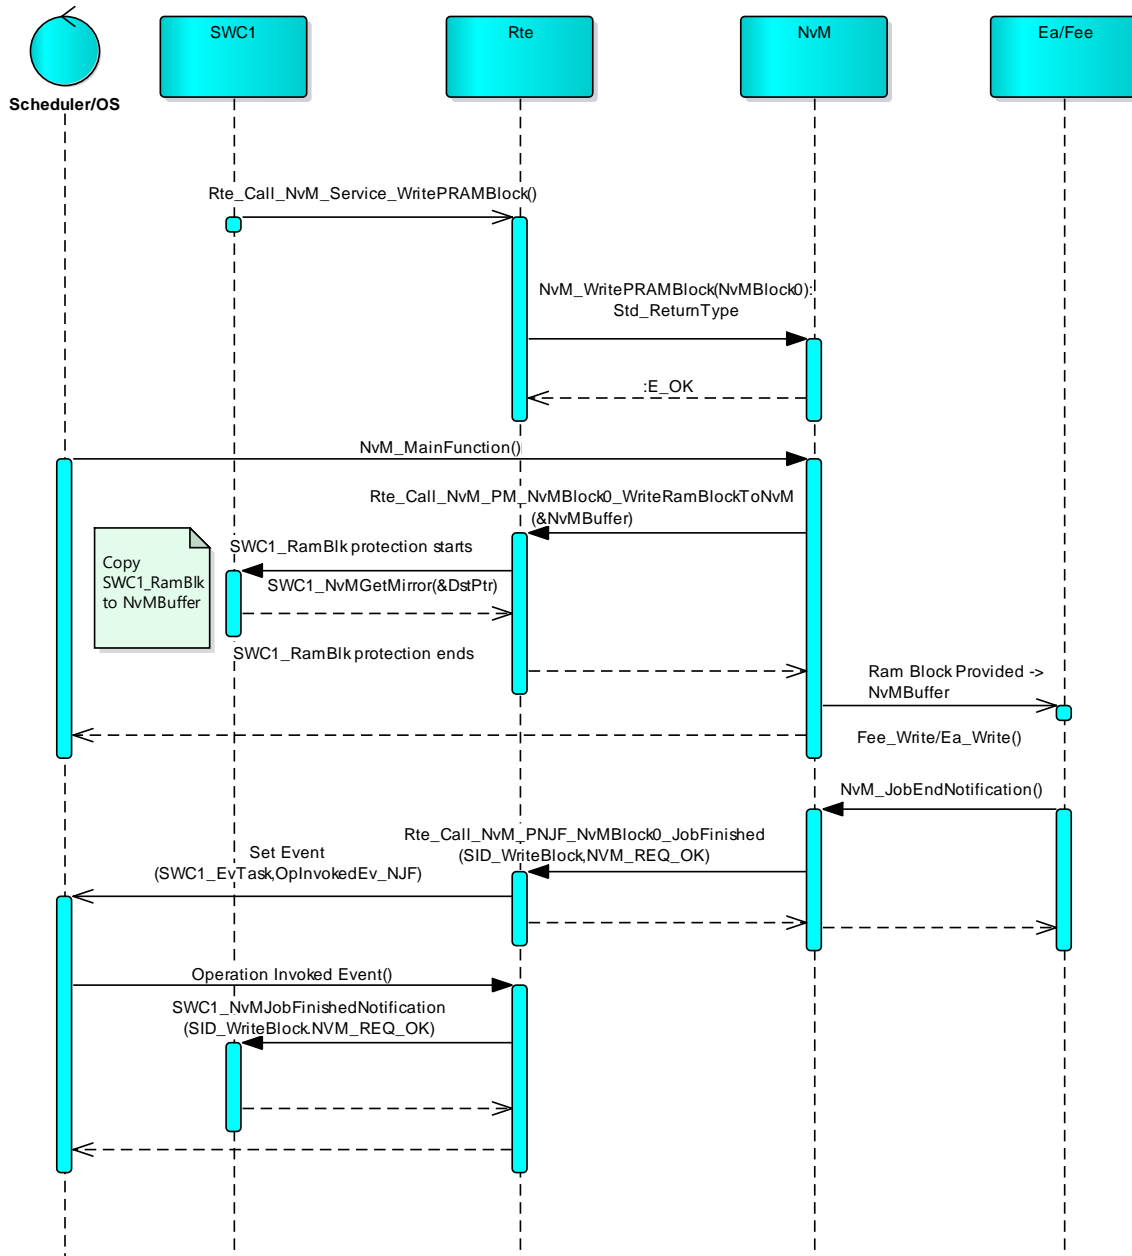 SWC1
Rte
NvM
Ea/Fee
Scheduler/OS
Rte_Call_NvM_Service_WritePRAMBlock()
NvM_WritePRAMBlock(NvMBlock0):
Std_ReturnType
:E_OK
NvM_MainFunction()
Rte_Call_NvM_PM_NvMBlock0_WriteRamBlockToNvM
(&NvMBuffer)
SWC1_RamBlk protection starts
Copy
SWC1_RamBlk
to NvMBuffer
SWC1_NvMGetMirror(&DstPtr)
SWC1_RamBlk protection ends
Ram Block Provided ->
NvMBuffer
Fee_Write/Ea_Write()
NvM_JobEndNotification()
Rte_Call_NvM_PNJF_NvMBlock0_JobFinished
(SID_WriteBlock,NVM_REQ_OK)
Set Event
(SWC1_EvTask,OpInvokedEv_NJF)
Operation Invoked Event()
SWC1_NvMJobFinishedNotification
(SID_WriteBlock.NVM_REQ_OK)